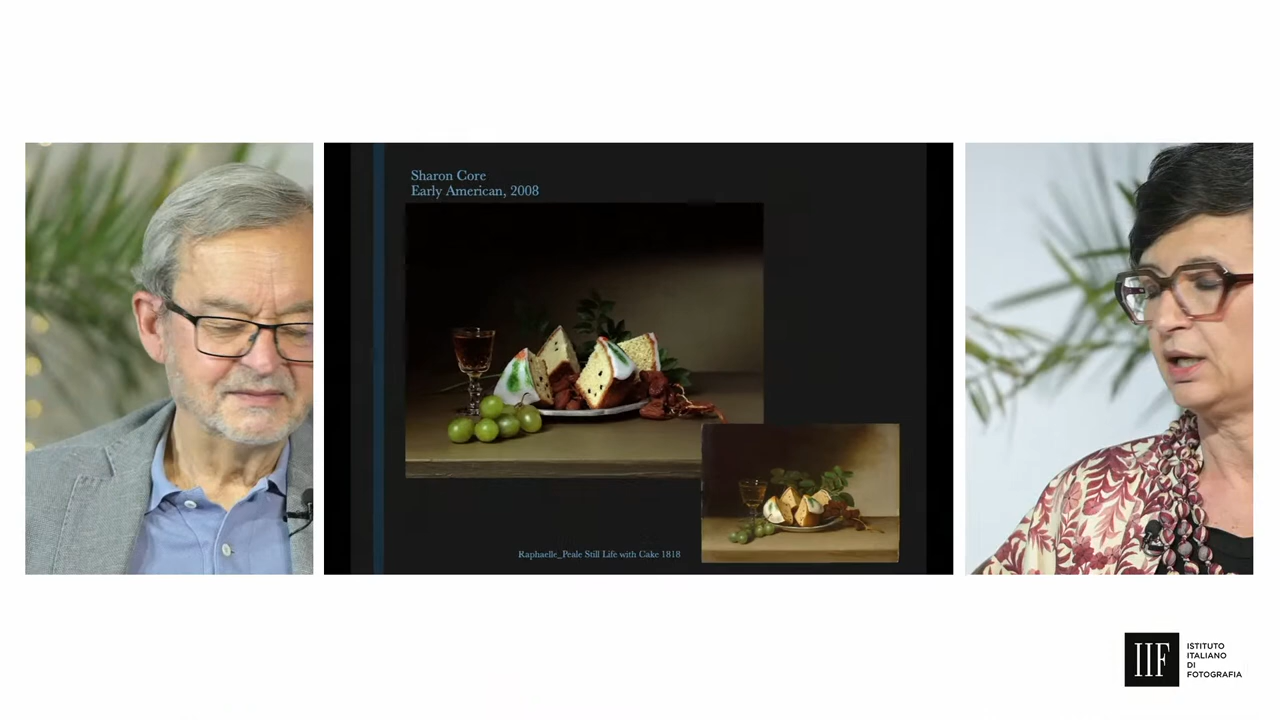 Sharon Core
Early American, 2008
Raphaelle_Peale Still Life with Cake 1818
IIF
ISTITUTO
ITALIANO
DI
FOTOGRAFIA